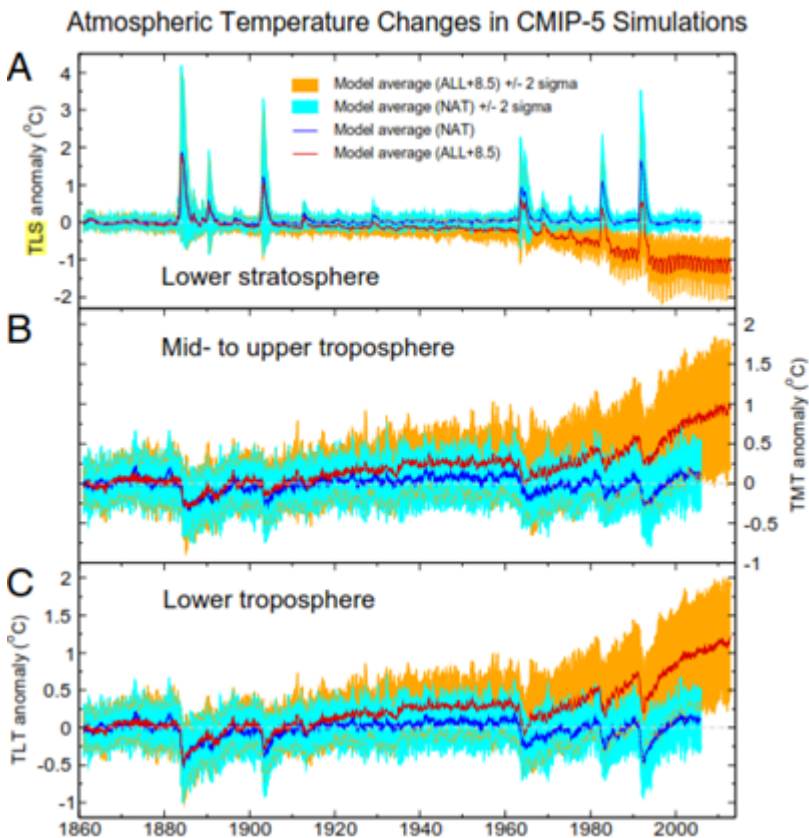 Atmospheric Temperature Changes in CMIP-5 Simulations
A
4
3
2
1
0
-1
-2
TLS anomaly (°C)
Model average (ALL+8.5) +/- 2 sigma
Model average (NAT) +/- 2 sigma
Model average (NAT)
Model average (ALL+8.5)
Lower stratosphere
B
Mid- to upper troposphere
2
1.5
1
0.5
0
-0.5
-1
TMT anomaly (°C)
C
2
1.5
1
0.5
0
-0.5
-1
TLT anomaly (°C)
Lower troposphere
1860 1880 1900 1920 1940 1960 1980 2000